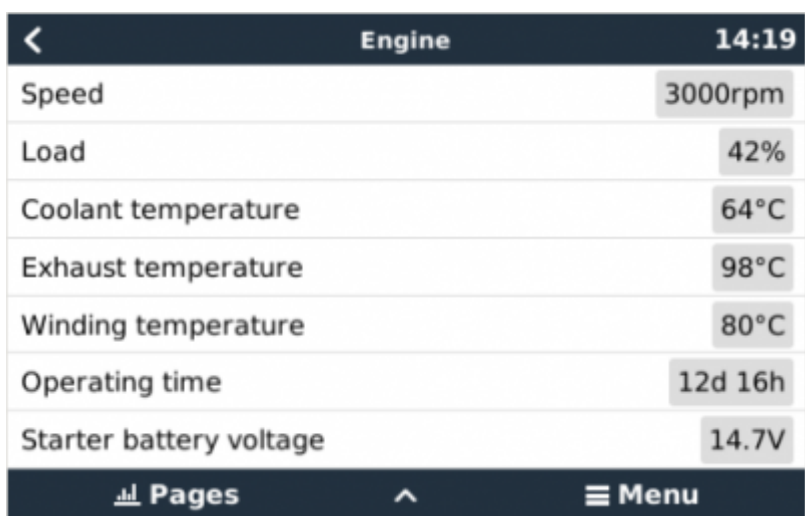 Engine 14:19
Speed 3000rpm
Load 42%
Coolant temperature 64°C
Exhaust temperature 98°C
Winding temperature 80°C
Operating time 12d 16h
Starter battery voltage 14.7V
Pages Menu